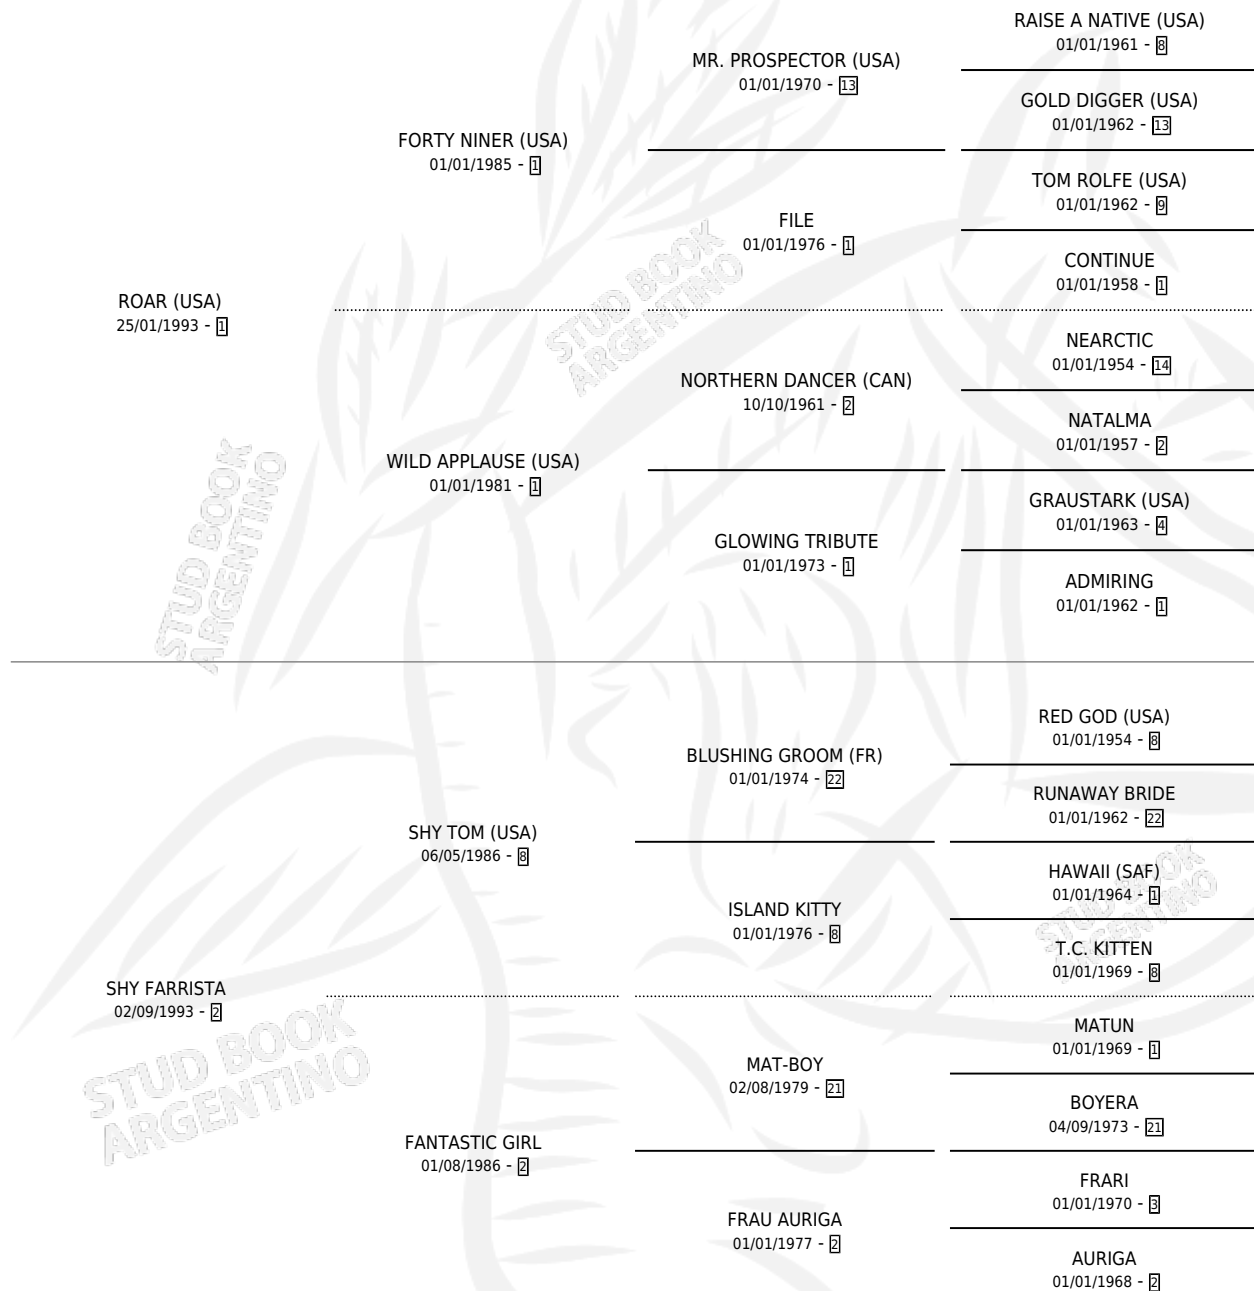 RAISE A NATIVE (USA)
01/01/1961 - 8
MR. PROSPECTOR (USA)
01/01/1970 - 13
GOLD DIGGER (USA)
01/01/1962 - 13
FORTY NINER (USA)
01/01/1985 - 1
TOM ROLFE (USA)
01/01/1962 - 9
FILE
01/01/1976 - 1
CONTINUE
01/01/1958 - 1
ROAR (USA)
25/01/1993 - 1
NEARCTIC
01/01/1954 - 14
NORTHERN DANCER (CAN)
10/10/1961 - 2
NATALMA
01/01/1957 - 2
WILD APPLAUSE (USA)
01/01/1981 - 1
GRAUSTARK (USA)
01/01/1963 - 4
GLOWING TRIBUTE
01/01/1973 - 1
ADMIRING
01/01/1962 - 1
STUD BOOK
ARGENTINO
STUD BOOK
ARGENTINO
RED GOD (USA)
01/01/1954 - 8
BLUSHING GROOM (FR)
01/01/1974 - 22
RUNAWAY BRIDE
01/01/1962 - 22
SHY TOM (USA)
06/05/1986 - 8
HAWAII (SAF)
01/01/1964 - 1
ISLAND KITTY
01/01/1976 - 8
T.C. KITTEN
01/01/1969 - 8
SHY FARRISTA
02/09/1993 - 2
MATUN
01/01/1969 - 1
MAT-BOY
02/08/1979 - 21
BOYERA
04/09/1973 - 21
FANTASTIC GIRL
01/08/1986 - 2
FRARI
01/01/1970 - 3
FRAU AURIGA
01/01/1977 - 2
AURIGA
01/01/1968 - 2
STUD BOOK
ARGENTINO
STUD BOOK
ARGENTINO